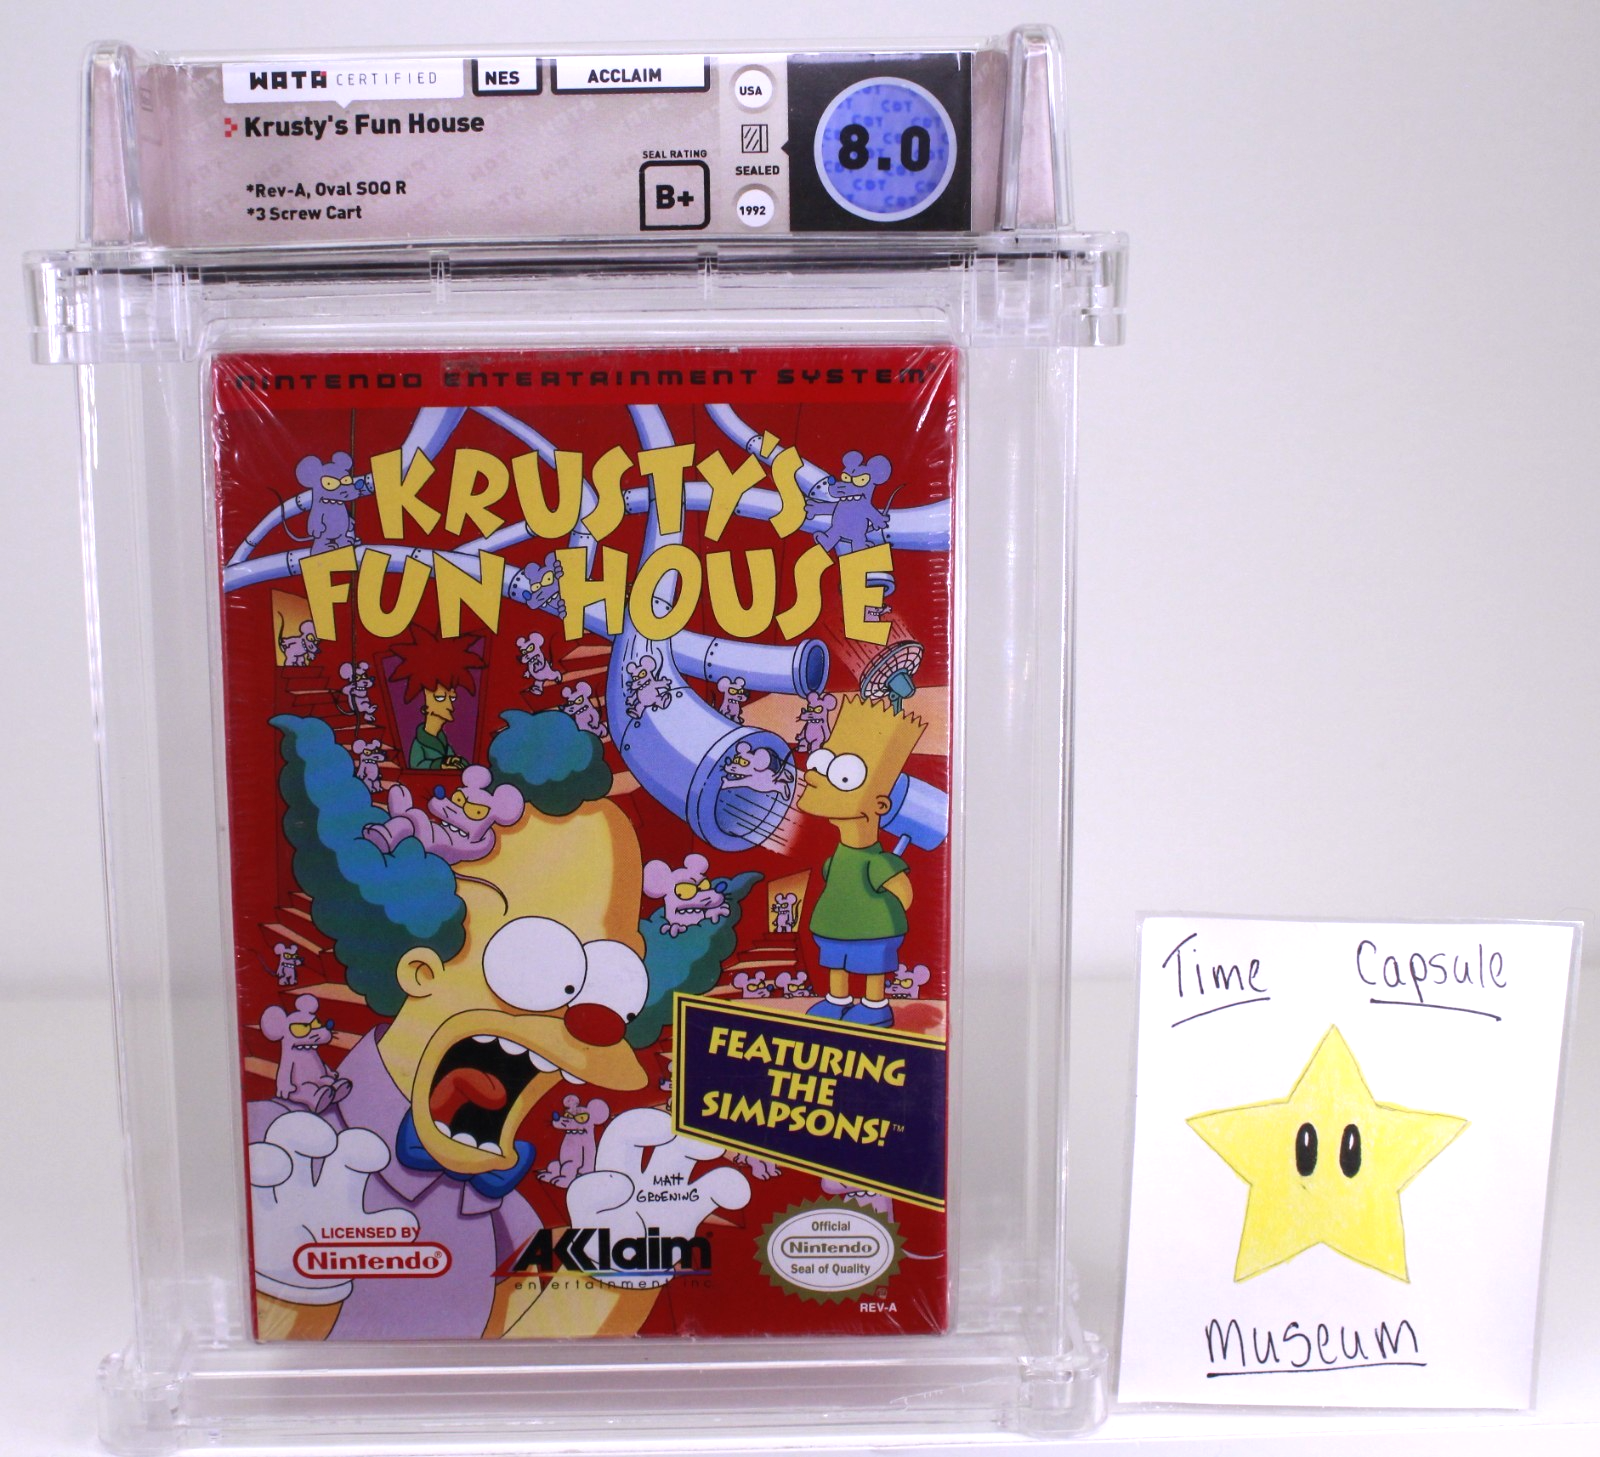 WATA CERTIFIED
NES
ACCLAIM
Krusty's Fun House
*Rev-A, Oval SOQ R
*3 Screw Cart
SEAL RATING
B+
USA
SEALED
1992
8.0
NINTENDO ENTERTAINMENT SYSTEM®
KRUSTY'S
FUN HOUSE
FEATURING
THE
SIMPSONS!™
MATT
GROENING
LICENSED BY
Nintendo®
AKKlaim®
entertainment inc.
Official
Nintendo
Seal of Quality
®
REV-A
Time Capsule
Museum